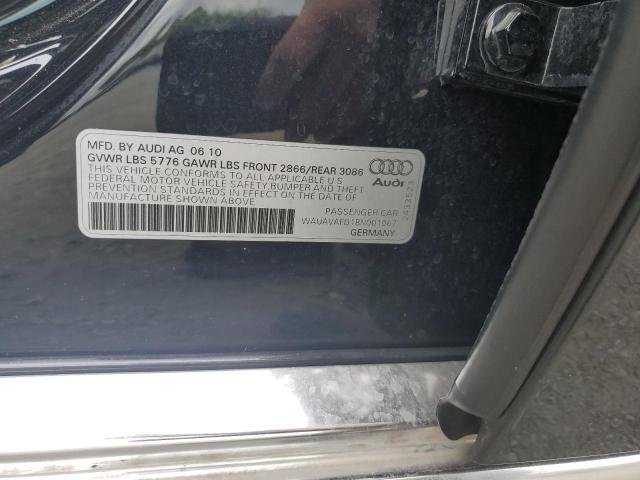 MFD. BY AUDI AG 06 10
GVWR LBS 5776 GAWR LBS FRONT 2866/REAR 3086
THIS VEHICLE CONFORMS TO ALL APPLICABLE U S
FEDERAL MOTOR VEHICLE SAFETY,BUMPER AND THEFT
PREVENTION STANDARDS IN EFFECT ON THE DATE OF
MANUFACTURE SHOWN ABOVE
Audi
2433523
PASSENGER CAR
WAUAVAFD1BN001067
GERMANY